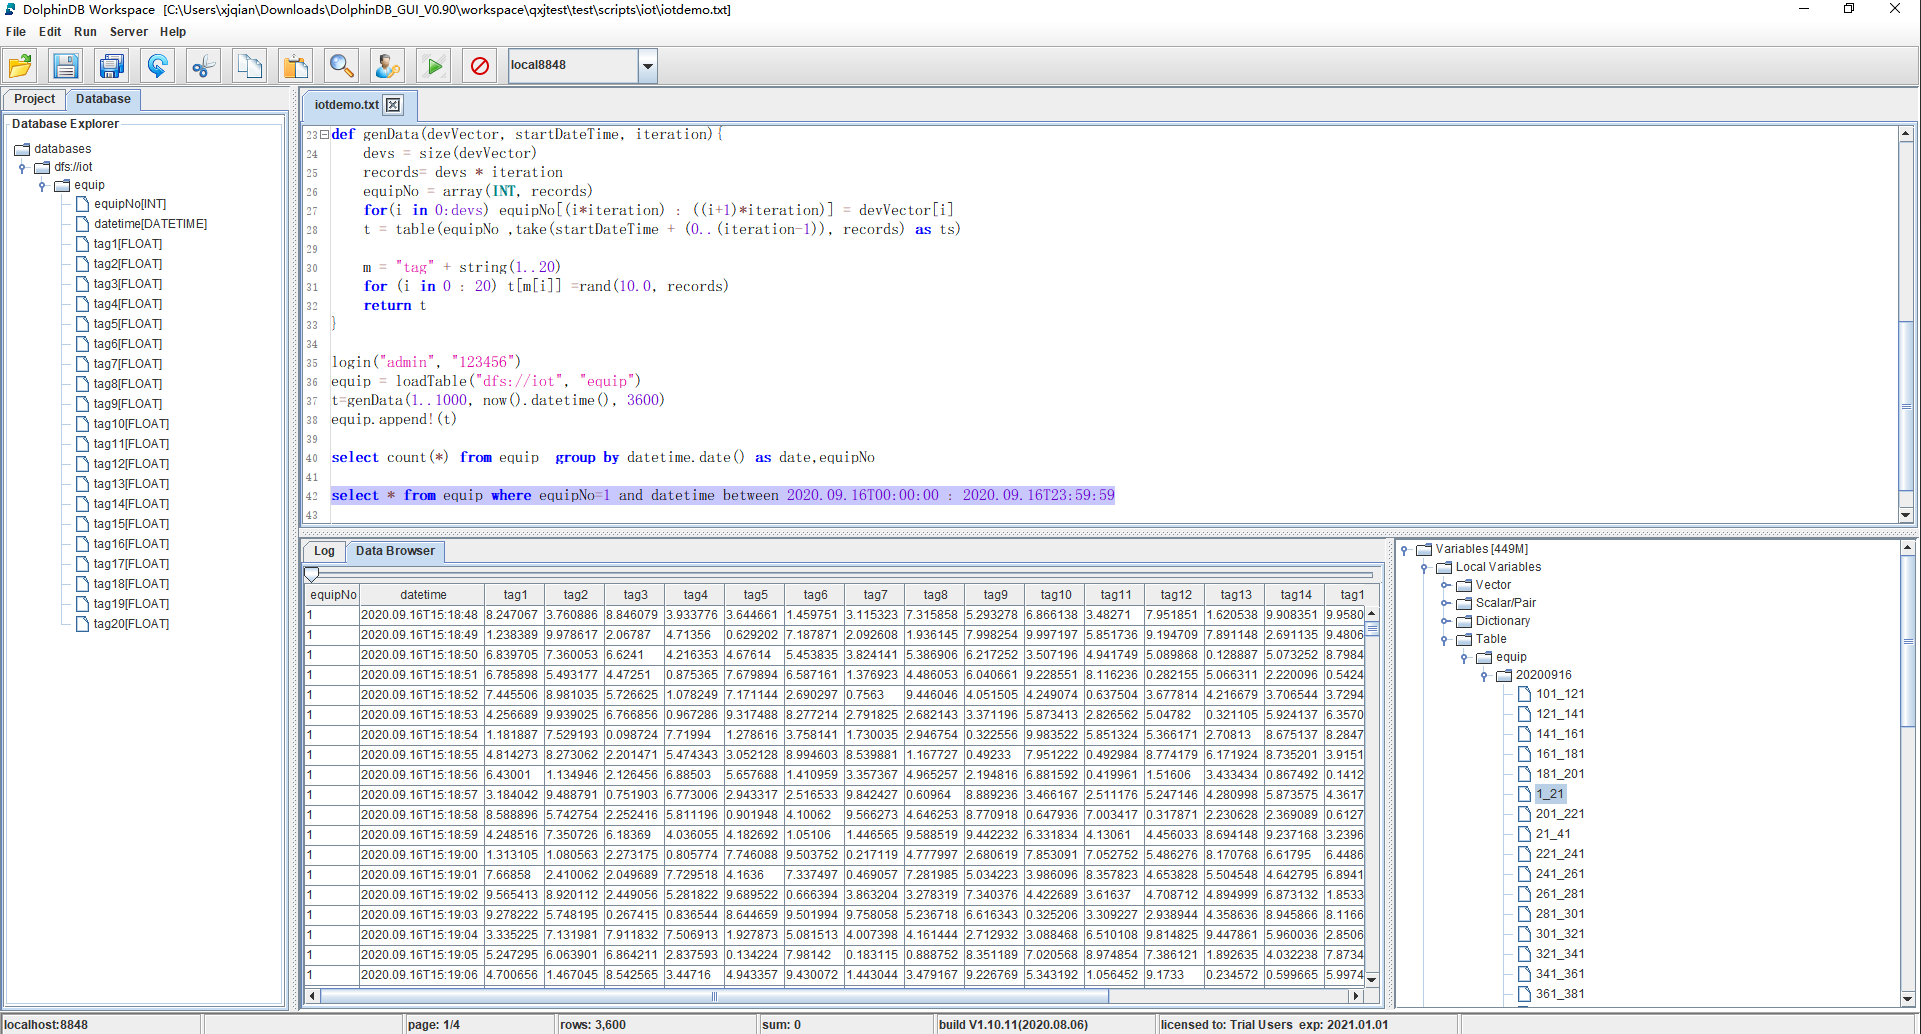 DolphinDB Workspace  [C:\Users\xjqian\Downloads\DolphinDB_GUI_V0.90\workspace\qxjtest\test\scripts\iot\iotdemo.txt]
File Edit Run Server Help
local8848
Project Database
Database Explorer
databases
dfs://iot
equip
equipNo[INT]
datetime[DATETIME]
tag1[FLOAT]
tag2[FLOAT]
tag3[FLOAT]
tag4[FLOAT]
tag5[FLOAT]
tag6[FLOAT]
tag7[FLOAT]
tag8[FLOAT]
tag9[FLOAT]
tag10[FLOAT]
tag11[FLOAT]
tag12[FLOAT]
tag13[FLOAT]
tag14[FLOAT]
tag15[FLOAT]
tag16[FLOAT]
tag17[FLOAT]
tag18[FLOAT]
tag19[FLOAT]
tag20[FLOAT]
iotdemo.txt
23 def genData(devVector, startDateTime, iteration){
24 devs = size(devVector)
25 records= devs * iteration
26 equipNo = array(INT, records)
27 for(i in 0:devs) equipNo[(i*iteration) : ((i+1)*iteration)] = devVector[i]
28 t = table(equipNo ,take(startDateTime + (0..(iteration-1)), records) as ts)
29
30 m = "tag" + string(1..20)
31 for (i in 0 : 20) t[m[i]] =rand(10.0, records)
32 return t
33 }
34
35 login("admin", "123456")
36 equip = loadTable("dfs://iot", "equip")
37 t=genData(1..1000, now().datetime(), 3600)
38 equip.append!(t)
39
40 select count(*) from equip  group by datetime.date() as date,equipNo
41
42 select * from equip where equipNo=1 and datetime between 2020.09.16T00:00:00 : 2020.09.16T23:59:59
43
Log Data Browser
equipNo datetime tag1 tag2 tag3 tag4 tag5 tag6 tag7 tag8 tag9 tag10 tag11 tag12 tag13 tag14 tag1
1 2020.09.16T15:18:48 8.247067 3.760886 8.846079 3.933776 3.644661 1.459751 3.115323 7.315858 5.293278 6.866138 3.48271 7.951851 1.620538 9.908351 9.9580
1 2020.09.16T15:18:49 1.238389 9.978617 2.06787 4.71356 0.629202 7.187871 2.092608 1.936145 7.998254 9.997197 5.851736 9.194709 7.891148 2.691135 9.4806
1 2020.09.16T15:18:50 6.839705 7.360053 6.6241 4.216353 4.67614 5.453835 3.824141 5.386906 6.217252 3.507196 4.941749 5.089868 0.128887 5.073252 8.7984
1 2020.09.16T15:18:51 6.785898 5.493177 4.47251 0.875365 7.679894 6.587161 1.376923 4.486053 6.040661 9.228551 8.116236 0.282155 5.066311 2.220096 0.5424
1 2020.09.16T15:18:52 7.445506 8.981035 5.726625 1.078249 7.171144 2.690297 0.7563 9.446046 4.051505 4.249074 0.637504 3.677814 4.216679 3.706544 3.7294
1 2020.09.16T15:18:53 4.256689 9.939025 6.766856 0.967286 9.317488 8.277214 2.791825 2.682143 3.371196 5.873413 2.826562 5.04782 0.321105 5.924137 6.3570
1 2020.09.16T15:18:54 1.181887 7.529193 0.098724 7.71994 1.278616 3.758141 1.730035 2.946754 0.322556 9.983522 5.851324 5.366171 2.70813 8.675137 8.2847
1 2020.09.16T15:18:55 4.814273 8.273062 2.201471 5.474343 3.052128 8.994603 8.539881 1.167727 0.49233 7.951222 0.492984 8.774179 6.171924 8.735201 3.9151
1 2020.09.16T15:18:56 6.43001 1.134946 2.126456 6.88503 5.657688 1.410959 3.357367 4.965257 2.194816 6.881592 0.419961 1.51606 3.433434 0.867492 0.1412
1 2020.09.16T15:18:57 3.184042 9.488791 0.751903 6.773006 2.943317 2.516533 9.842427 0.60964 8.889236 3.466167 2.511176 5.247146 4.280998 5.873575 4.3617
1 2020.09.16T15:18:58 8.588896 5.742754 2.252416 5.811196 0.901948 4.10062 9.566273 4.646253 8.770918 0.647936 7.003417 0.317871 2.230628 2.369089 0.6127
1 2020.09.16T15:18:59 4.248516 7.350726 6.18369 4.036055 4.182692 1.05106 1.446565 9.588519 9.442232 6.331834 4.13061 4.456033 8.694148 9.237168 3.2396
1 2020.09.16T15:19:00 1.313105 1.080563 2.273175 0.805774 7.746088 9.503752 0.217119 4.777997 2.680619 7.853091 7.052752 5.486276 8.170768 6.61795 6.4486
1 2020.09.16T15:19:01 7.66858 2.410062 2.049689 7.729518 4.1636 7.337497 0.469057 7.281985 5.034223 3.986096 8.357823 4.653828 5.504548 4.642795 6.8941
1 2020.09.16T15:19:02 9.565413 8.920112 2.449056 5.281822 9.689522 0.666394 3.863204 3.278319 7.340376 4.422689 3.61637 4.708712 4.894999 6.873132 1.8533
1 2020.09.16T15:19:03 9.278222 5.748195 0.267415 0.836544 8.644659 9.501994 9.758058 5.236718 6.616343 0.325206 3.309227 2.938944 4.358636 8.945866 8.1166
1 2020.09.16T15:19:04 3.335225 7.131981 7.911832 7.506913 1.927873 5.081513 4.007398 4.161444 2.712932 3.088468 6.510108 9.814825 9.447861 5.960036 2.8506
1 2020.09.16T15:19:05 5.247295 6.063901 6.864211 2.837593 0.134224 7.98142 0.183115 0.888752 8.351189 7.020568 8.974854 7.386121 1.892635 4.032238 7.8734
1 2020.09.16T15:19:06 4.700656 1.467045 8.542565 3.44716 4.943357 9.430072 1.443044 3.479167 9.226769 5.343192 1.056452 9.1733 0.234572 0.599665 5.9974
Variables [449M]
Local Variables
Vector
Scalar/Pair
Dictionary
Table
equip
20200916
101_121
121_141
141_161
161_181
181_201
1_21
201_221
21_41
221_241
241_261
261_281
281_301
301_321
321_341
341_361
361_381
localhost:8848 page: 1/4 rows: 3,600 sum: 0 build V1.10.11(2020.08.06) licensed to: Trial Users  exp: 2021.01.01